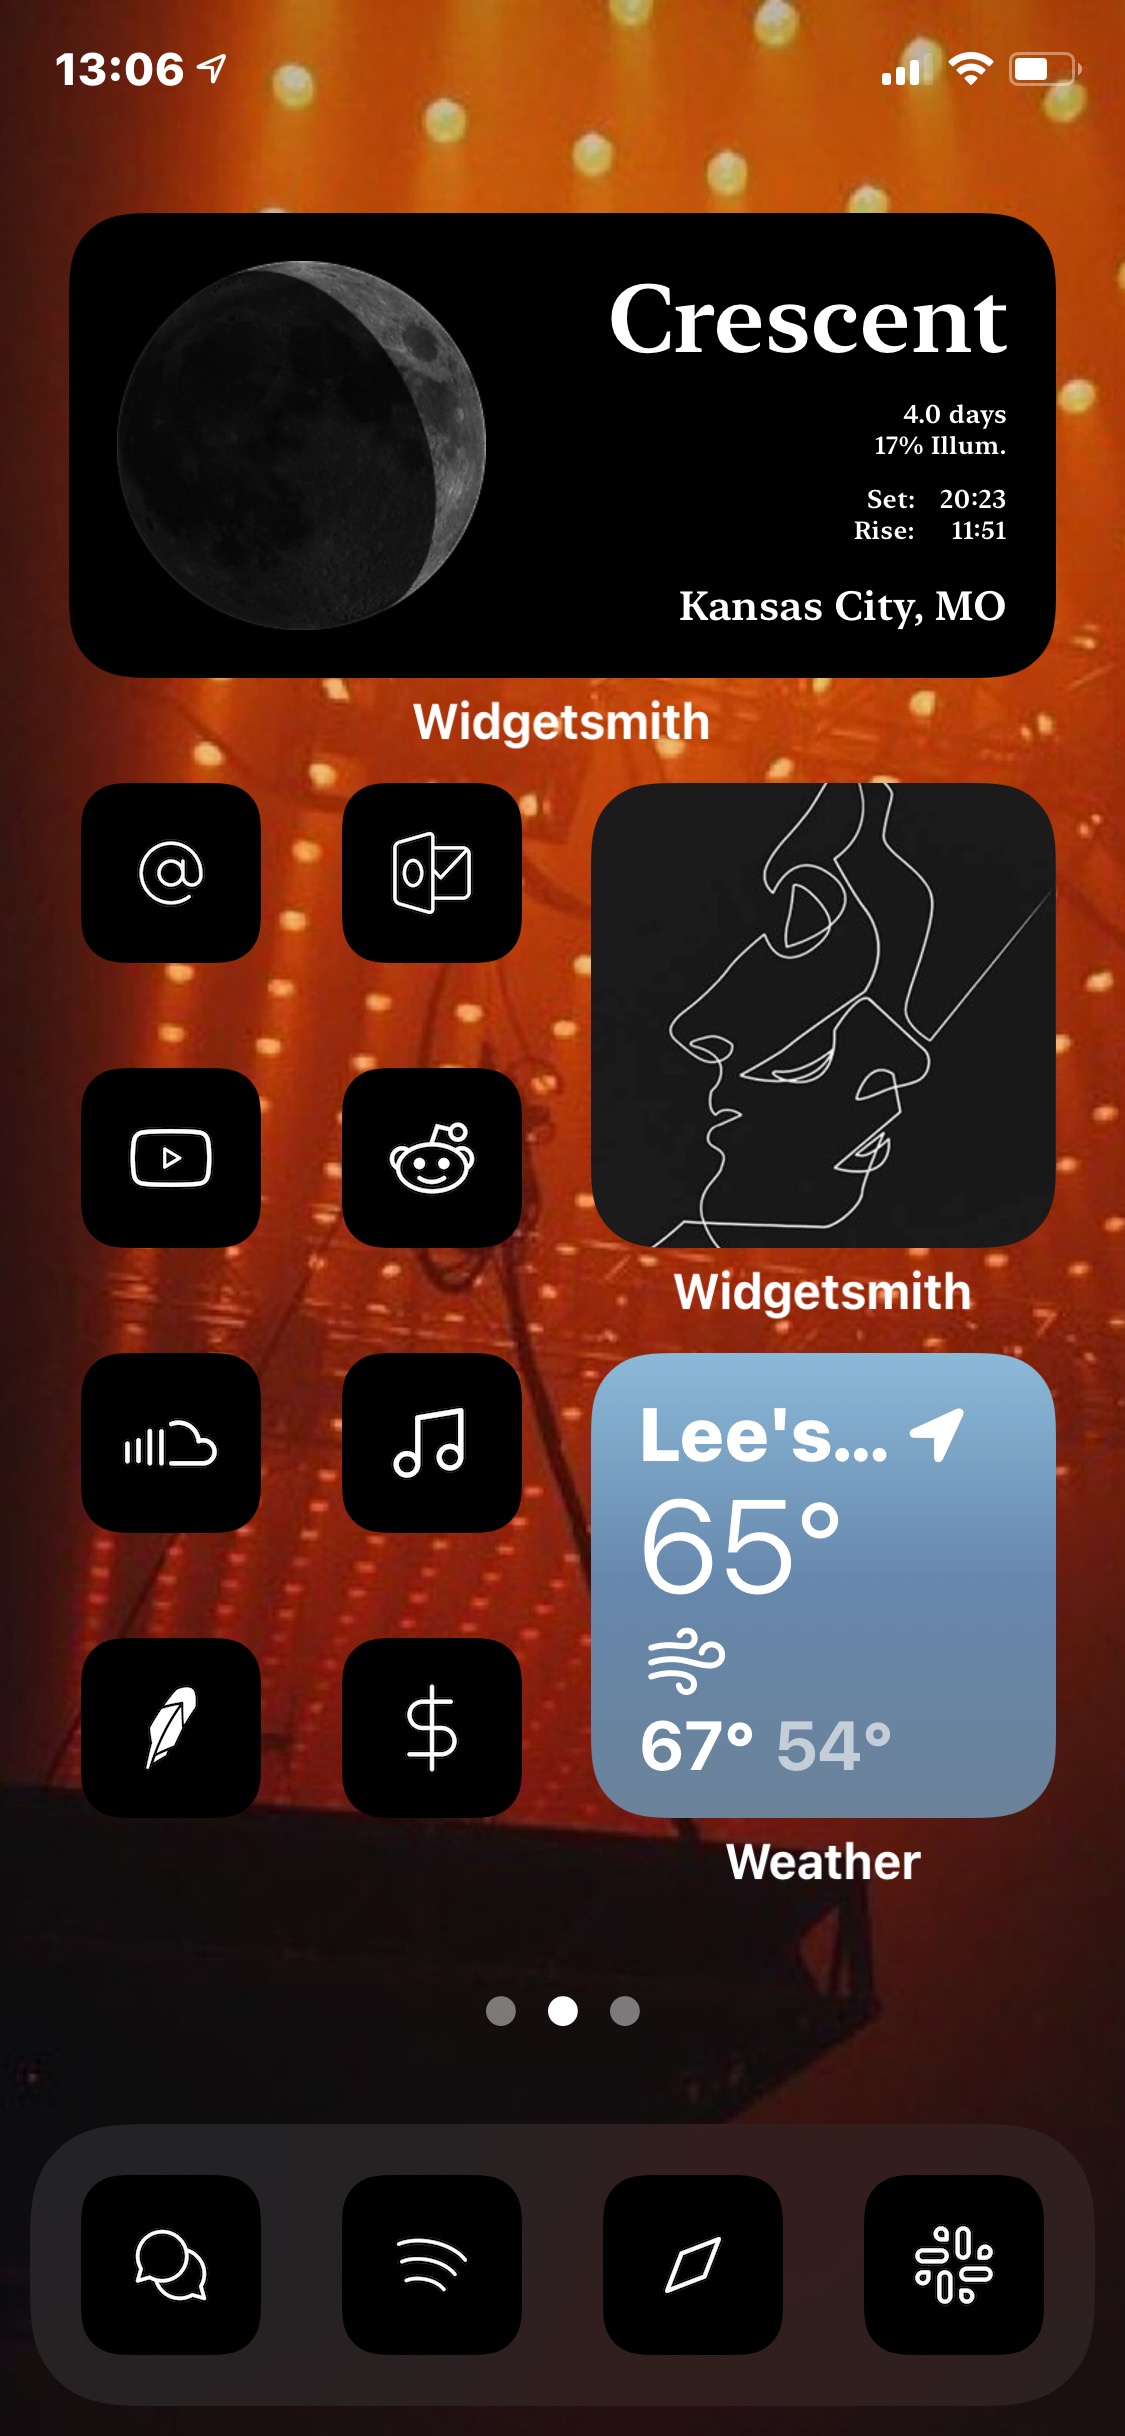 13:06
Crescent
4.0 days
17% Illum.
Set: 20:23
Rise: 11:51
Kansas City, MO
Widgetsmith
Widgetsmith
Lee's...
65°
67° 54°
Weather